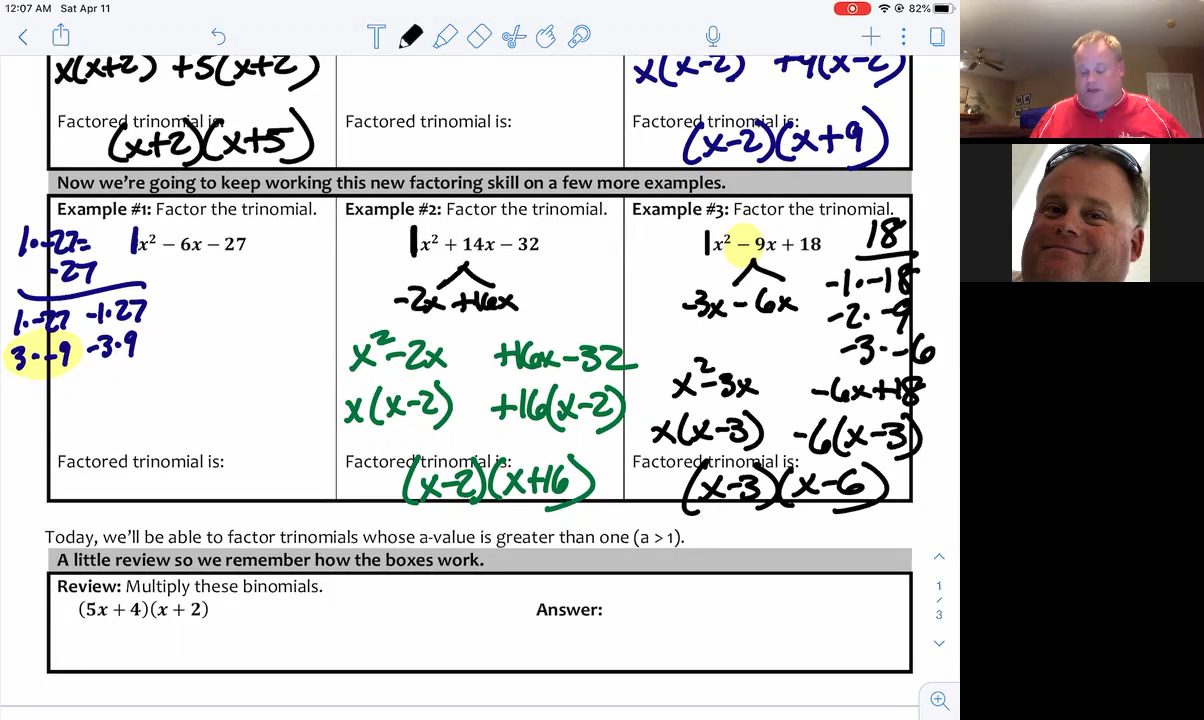 12:07 AM Sat Apr 11
82%
T
x(x+2) +5(x+2)
x(x-2) +9(x-2)
Factored trinomial is:
(x+2)(x+5)
Factored trinomial is:
Factored trinomial is:
(x-2)(x+9)
Now we’re going to keep working this new factoring skill on a few more examples.
Example #1: Factor the trinomial.
1·-27=
-27
1x² − 6x − 27
1·-27 -1·27
3·-9 -3·9
Factored trinomial is:
Example #2: Factor the trinomial.
1x² + 14x − 32
-2x +16x
x²-2x +16x-32
x(x-2) +16(x-2)
Factored trinomial is:
(x-2)(x+16)
Example #3: Factor the trinomial.
1x² − 9x + 18
18
-1·-18
-2·-9
-3·-6
-3x -6x
x²-3x -6x+18
x(x-3) -6(x-3)
Factored trinomial is:
(x-3)(x-6)
Today, we’ll be able to factor trinomials whose a-value is greater than one (a > 1).
A little review so we remember how the boxes work.
Review: Multiply these binomials.
(5x + 4)(x + 2)
Answer:
1
/
3